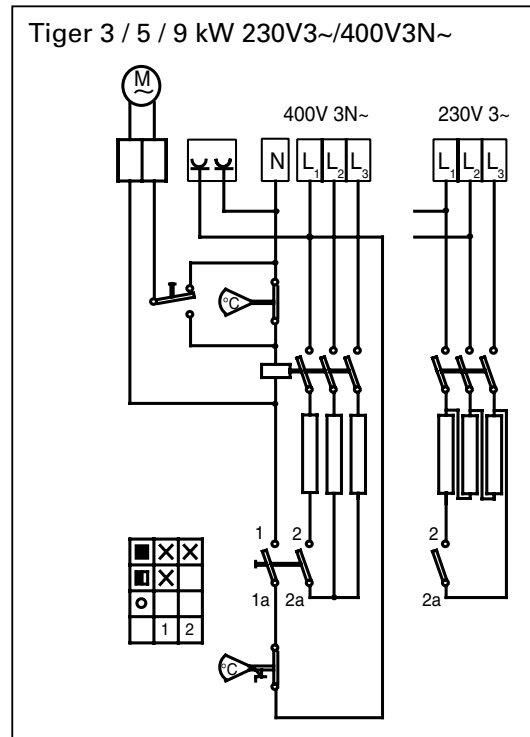 Tiger 3 / 5 / 9 kW 230V3~/400V3N~
M
~
400V 3N~
230V 3~
N L1 L2 L3
L1 L2 L3
°C
1 2
2
1a 2a
2a
1 2
°C